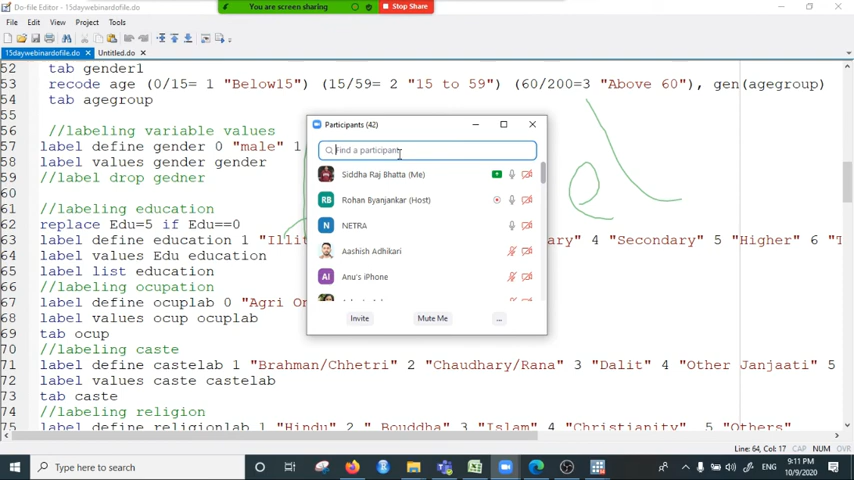 Do-file Editor - 15daywebinardofile.do
You are screen sharing
Stop Share
File Edit View Project Tools
15daywebinardofile.do × Untitled.do ×
52 tab gender1
53 recode age (0/15= 1 "Below15") (15/59= 2 "15 to 59") (60/200=3 "Above 60"), gen(agegroup)
54 tab agegroup
55
56 //labeling variable values
57 label define gender 0 "male" 1
58 label values gender gender
59 //label drop gedner
60
61 //labeling education
62 replace Edu=5 if Edu==0
63 label define education 1 "Illit ary" 4 "Secondary" 5 "Higher" 6 "T
64 label values Edu education
65 label list education
66 //labeling ocupation
67 label define ocuplab 0 "Agri On
68 label values ocup ocuplab
69 tab ocup
70 //labeling caste
71 label define castelab 1 "Brahman/Chhetri" 2 "Chaudhary/Rana" 3 "Dalit" 4 "Other Janjaati" 5
72 label values caste castelab
73 tab caste
74 //labeling religion
75 label define religionlab 1 "Hindu" 2 " Bouddha" 3 "Islam" 4 "Christianity" 5 "Others"
Participants (42)
Find a participant
Siddha Raj Bhatta (Me)
RB Rohan Byanjankar (Host)
N NETRA
Aashish Adhikari
AI Anu's iPhone
Invite Mute Me ...
Line: 64, Col: 17 CAP NUM OVR
Type here to search
ENG
9:11 PM
10/9/2020